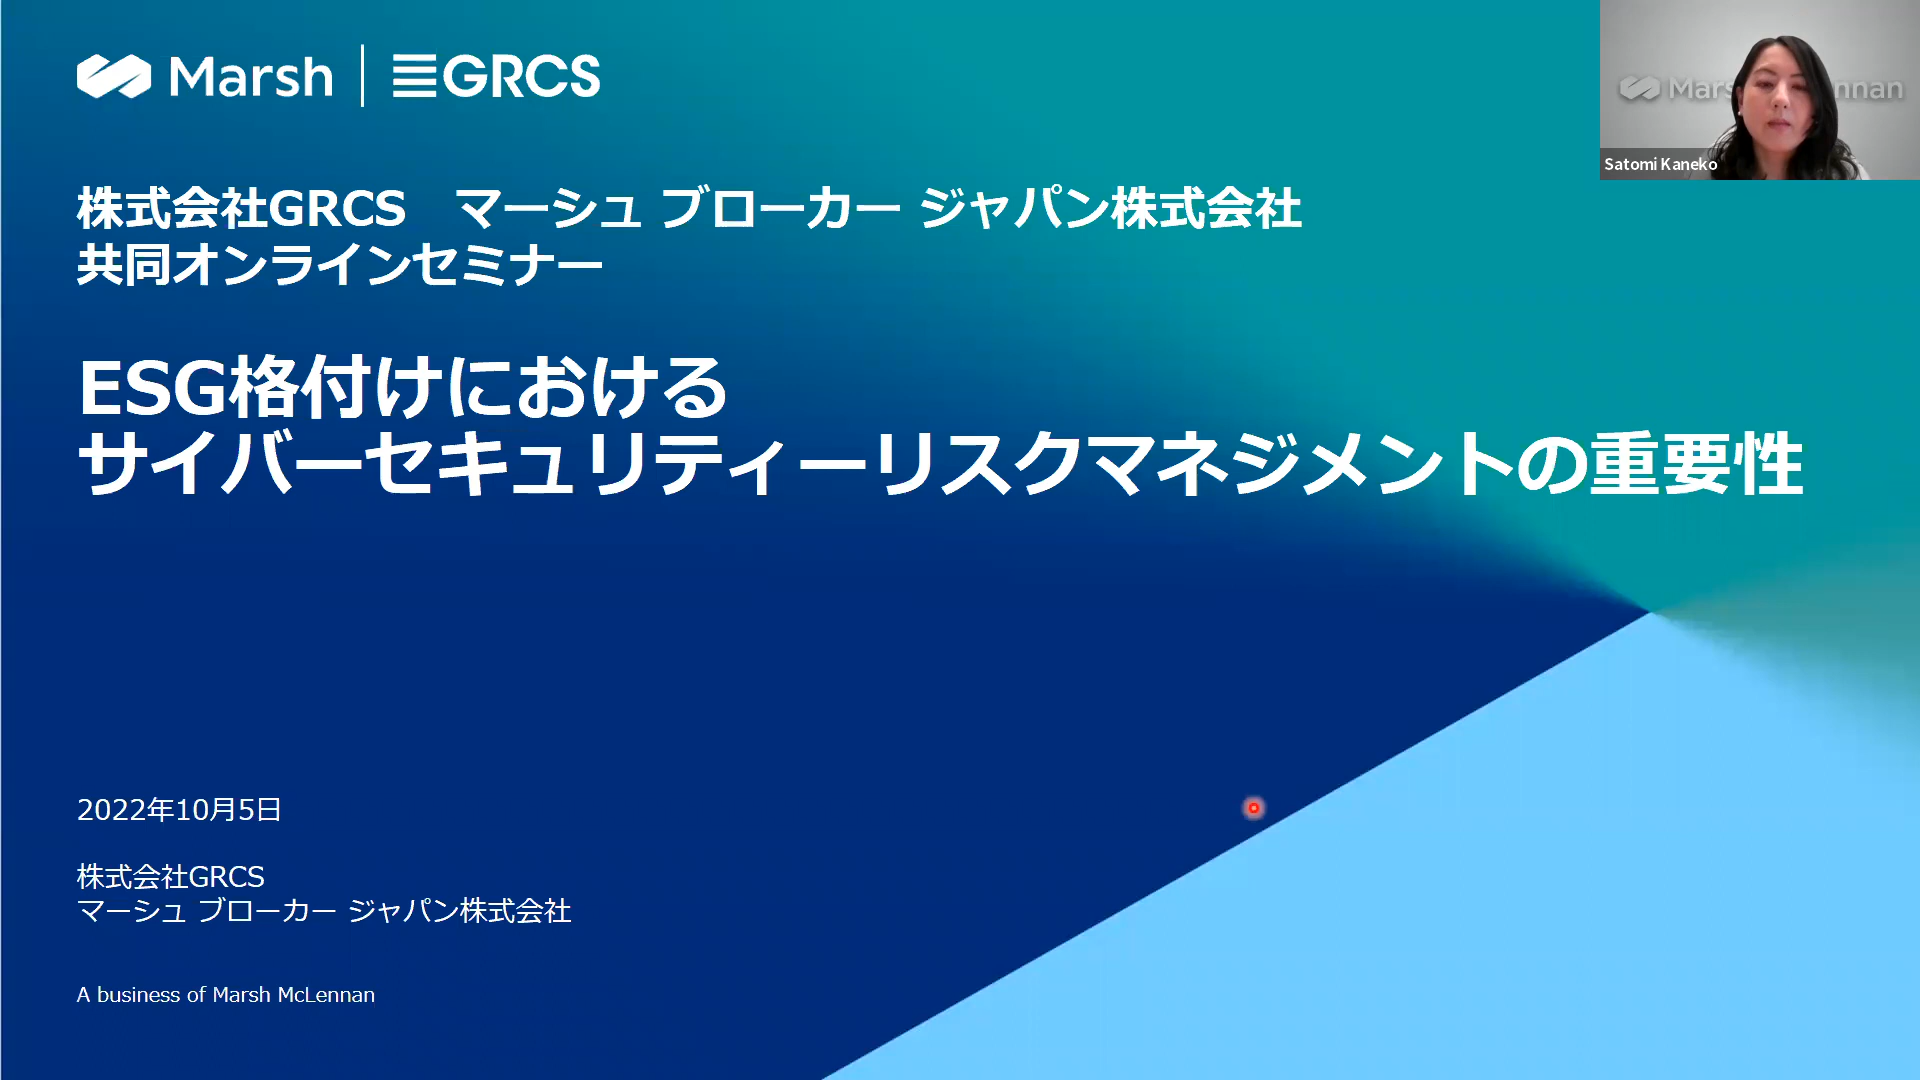 Marsh | GRCS
株式会社GRCS マーシュ ブローカー ジャパン株式会社
共同オンラインセミナー
ESG格付けにおける
サイバーセキュリティーリスクマネジメントの重要性
2022年10月5日
株式会社GRCS
マーシュ ブローカー ジャパン株式会社
A business of Marsh McLennan
Satomi Kaneko